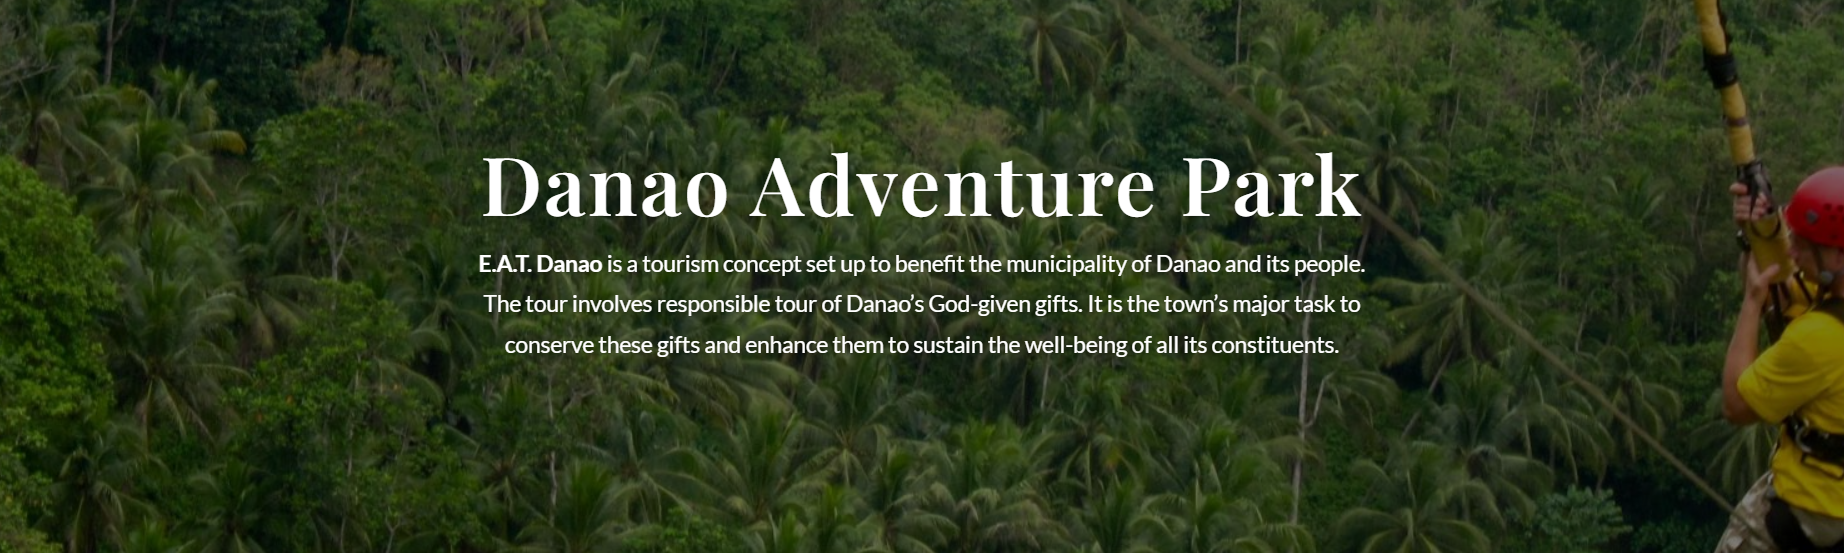 Danao Adventure Park
E.A.T. Danao is a tourism concept set up to benefit the municipality of Danao and its people.
The tour involves responsible tour of Danao’s God-given gifts. It is the town’s major task to
conserve these gifts and enhance them to sustain the well-being of all its constituents.